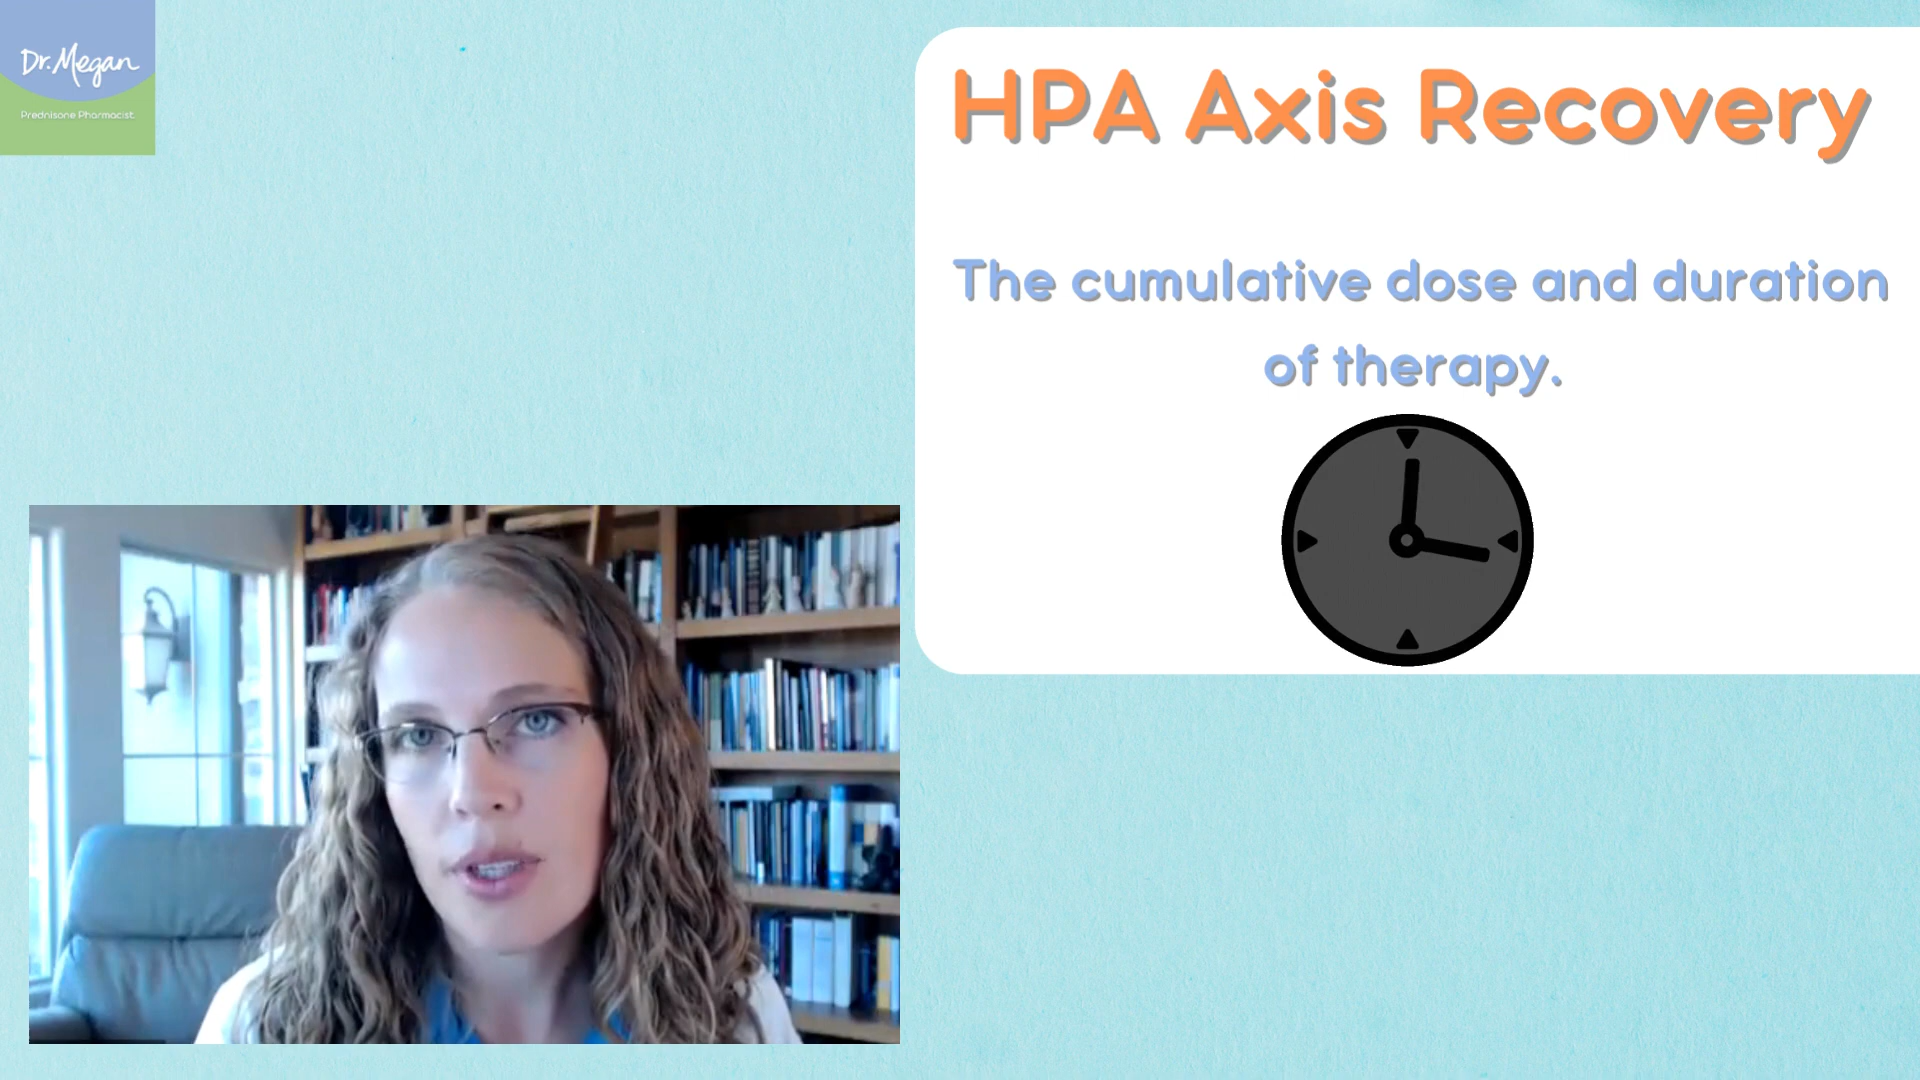 Dr. Megan
Prednisone Pharmacist
HPA Axis Recovery
The cumulative dose and duration
of therapy.